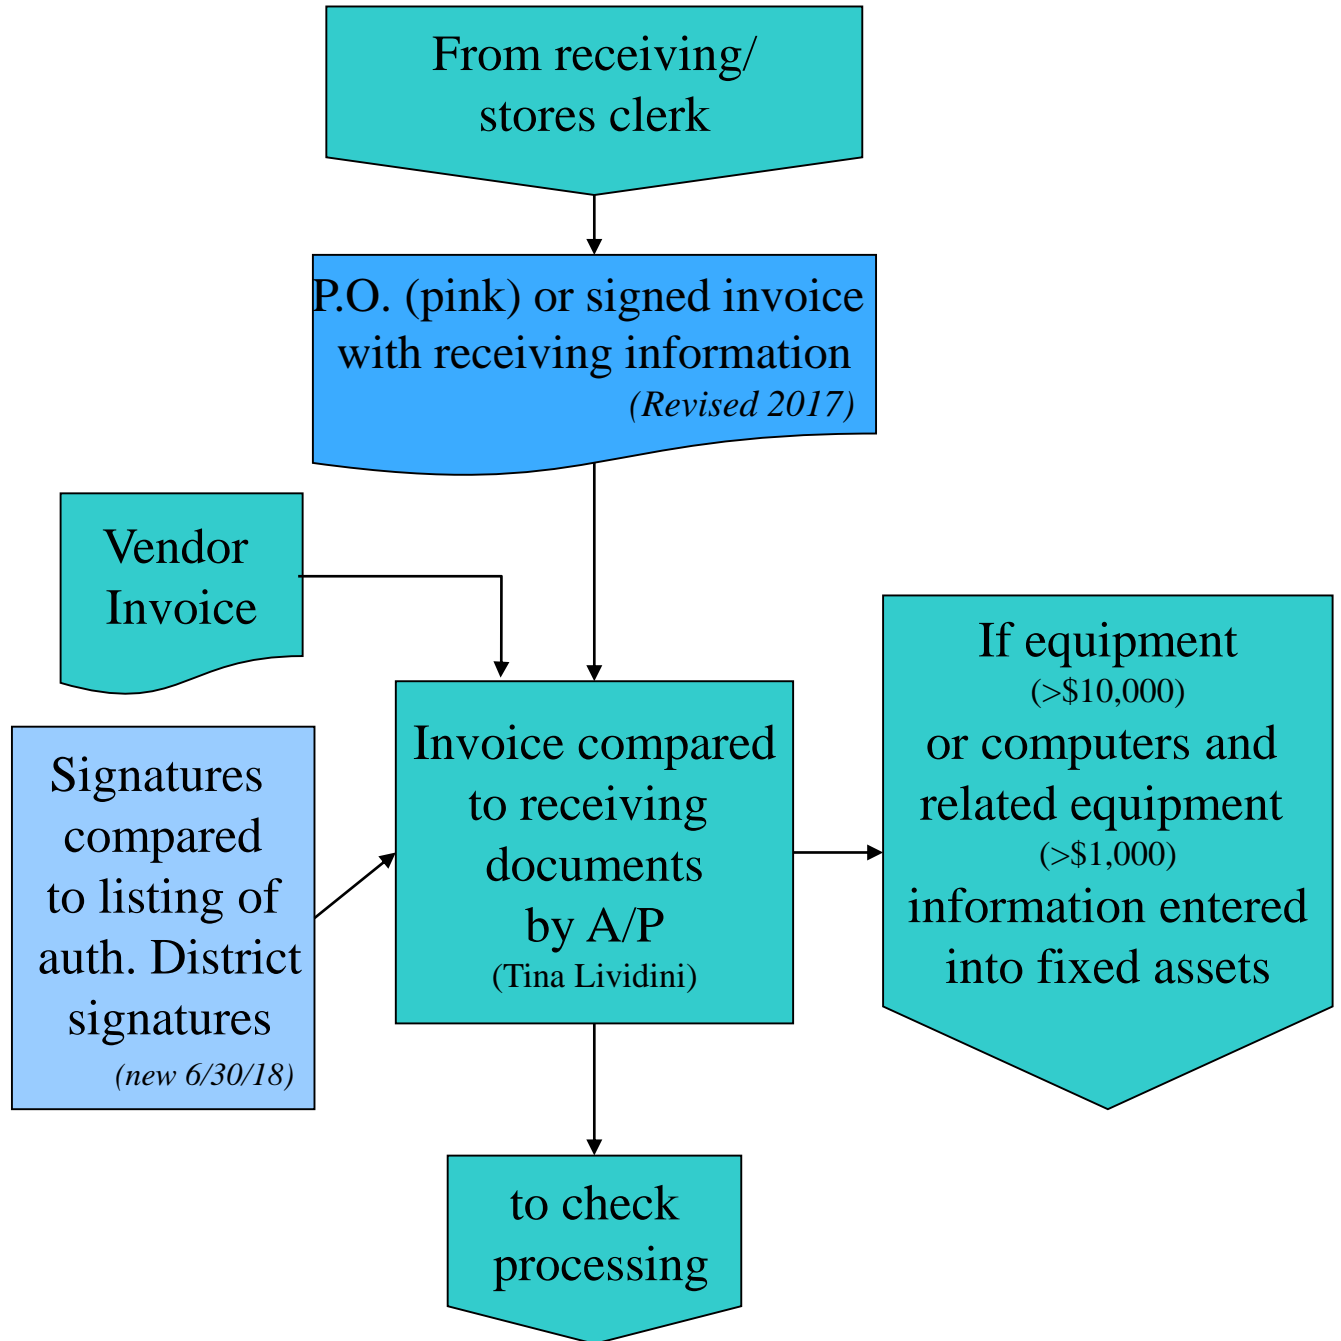 From receiving/
stores clerk
P.O. (pink) or signed invoice
with receiving information
(Revised 2017)
Vendor
Invoice
Signatures
compared
to listing of
auth. District
signatures
(new 6/30/18)
Invoice compared
to receiving
documents
by A/P
(Tina Lividini)
If equipment
(>$10,000)
or computers and
related equipment
(>$1,000)
information entered
into fixed assets
to check
processing